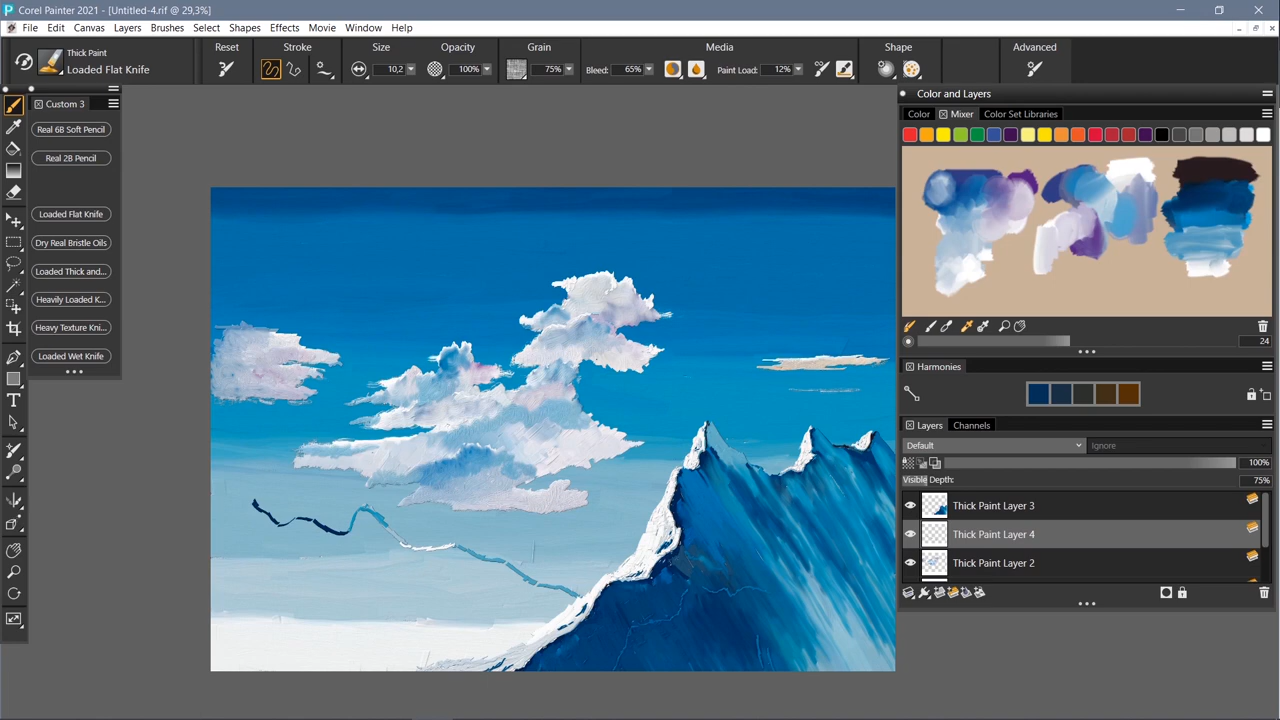 Corel Painter 2021 - [Untitled-4.rif @ 29,3%]
File Edit Canvas Layers Brushes Select Shapes Effects Movie Window Help
Thick Paint
Loaded Flat Knife
Reset Stroke Size Opacity Grain Media Shape Advanced
10,2 100% 75% Bleed: 65% Paint Load: 12%
Custom 3
Real 6B Soft Pencil
Real 2B Pencil
Loaded Flat Knife
Dry Real Bristle Oils
Loaded Thick and...
Heavily Loaded K...
Heavy Texture Kni...
Loaded Wet Knife
Color and Layers
Color Mixer Color Set Libraries
24
Harmonies
Layers Channels
Default Ignore
100%
Visible Depth: 75%
Thick Paint Layer 3
Thick Paint Layer 4
Thick Paint Layer 2